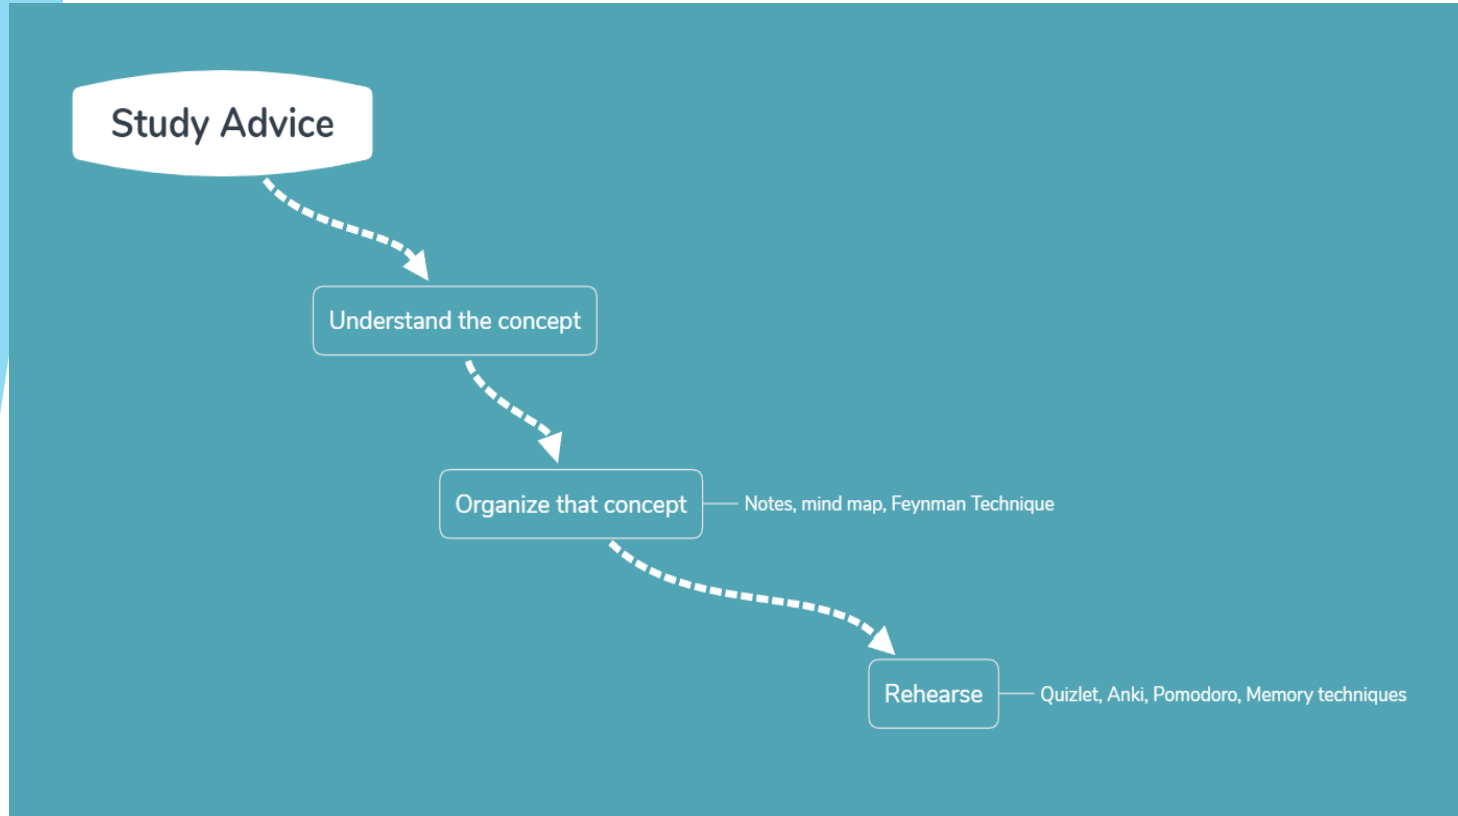 Study Advice
Understand the concept
Organize that concept
Notes, mind map, Feynman Technique
Rehearse
Quizlet, Anki, Pomodoro, Memory techniques